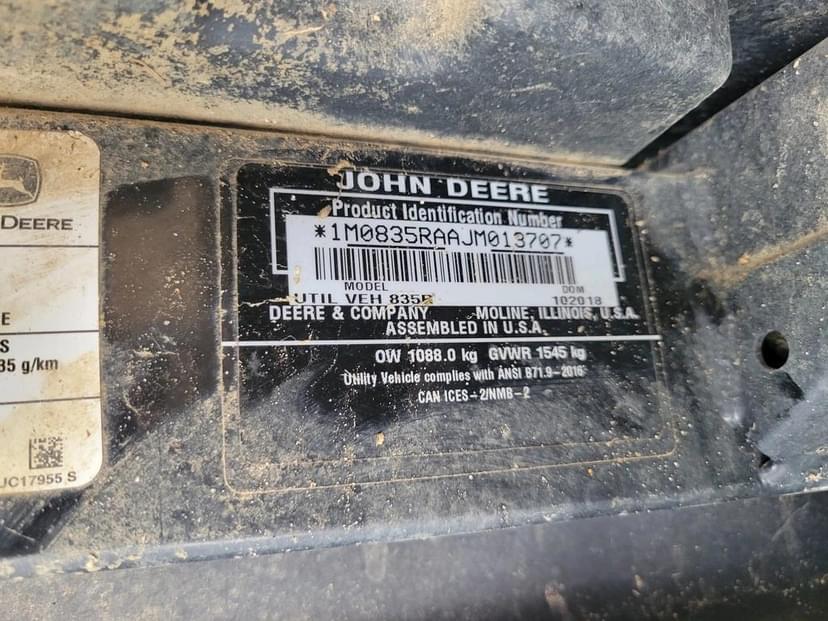 DEERE
E
S
35 g/km
JC17955 S
JOHN DEERE
Product Identification Number
*1M0835RAAJM013707*
MODEL DOM
UTIL VEH 835R 102018
DEERE & COMPANY MOLINE, ILLINOIS, U.S.A.
ASSEMBLED IN U.S.A.
OW 1088.0 kg GVWR 1545 kg
Utility Vehicle complies with ANSI B71.9-2016
CAN ICES-2/NMB-2